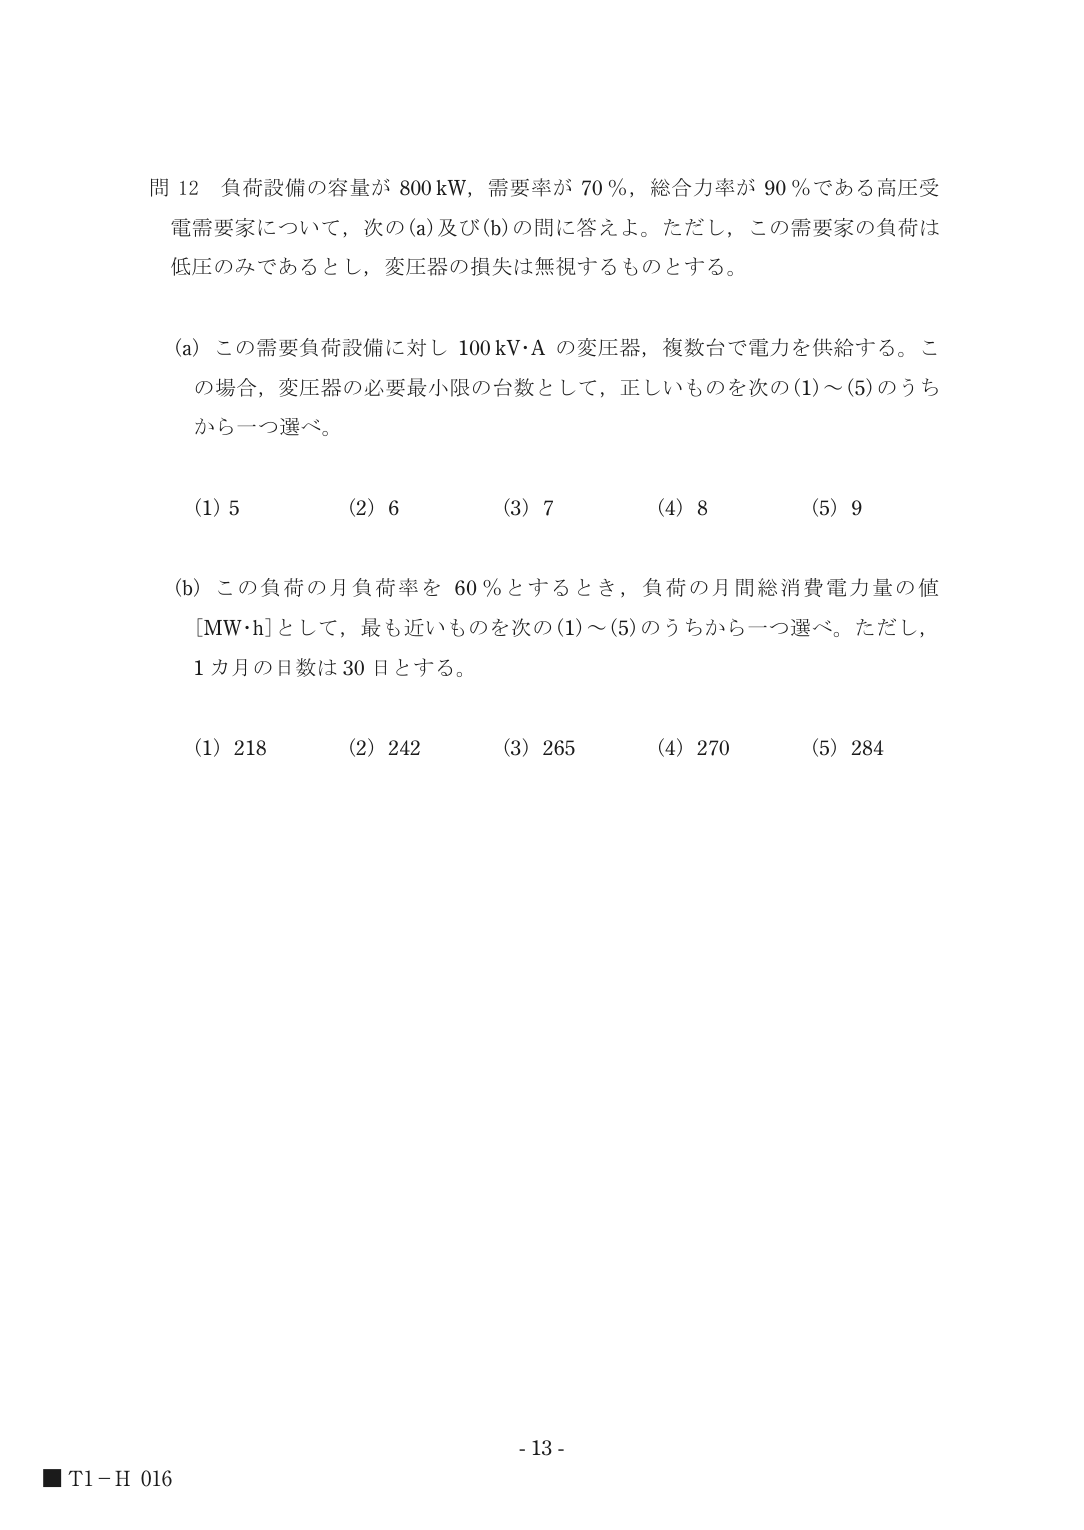 問 12　負荷設備の容量が 800 kW，需要率が 70 %，総合力率が 90 %である高圧受
電需要家について，次の(a)及び(b)の問に答えよ。ただし，この需要家の負荷は
低圧のみであるとし，変圧器の損失は無視するものとする。
(a) この需要負荷設備に対し 100 kV·A の変圧器，複数台で電力を供給する。こ
の場合，変圧器の必要最小限の台数として，正しいものを次の(1)～(5)のうち
から一つ選べ。
(1) 5　(2) 6　(3) 7　(4) 8　(5) 9
(b) この負荷の月負荷率を 60 %とするとき，負荷の月間総消費電力量の値
[MW·h]として，最も近いものを次の(1)～(5)のうちから一つ選べ。ただし，
1 カ月の日数は 30 日とする。
(1) 218　(2) 242　(3) 265　(4) 270　(5) 284
- 13 -
■ T1－H 016